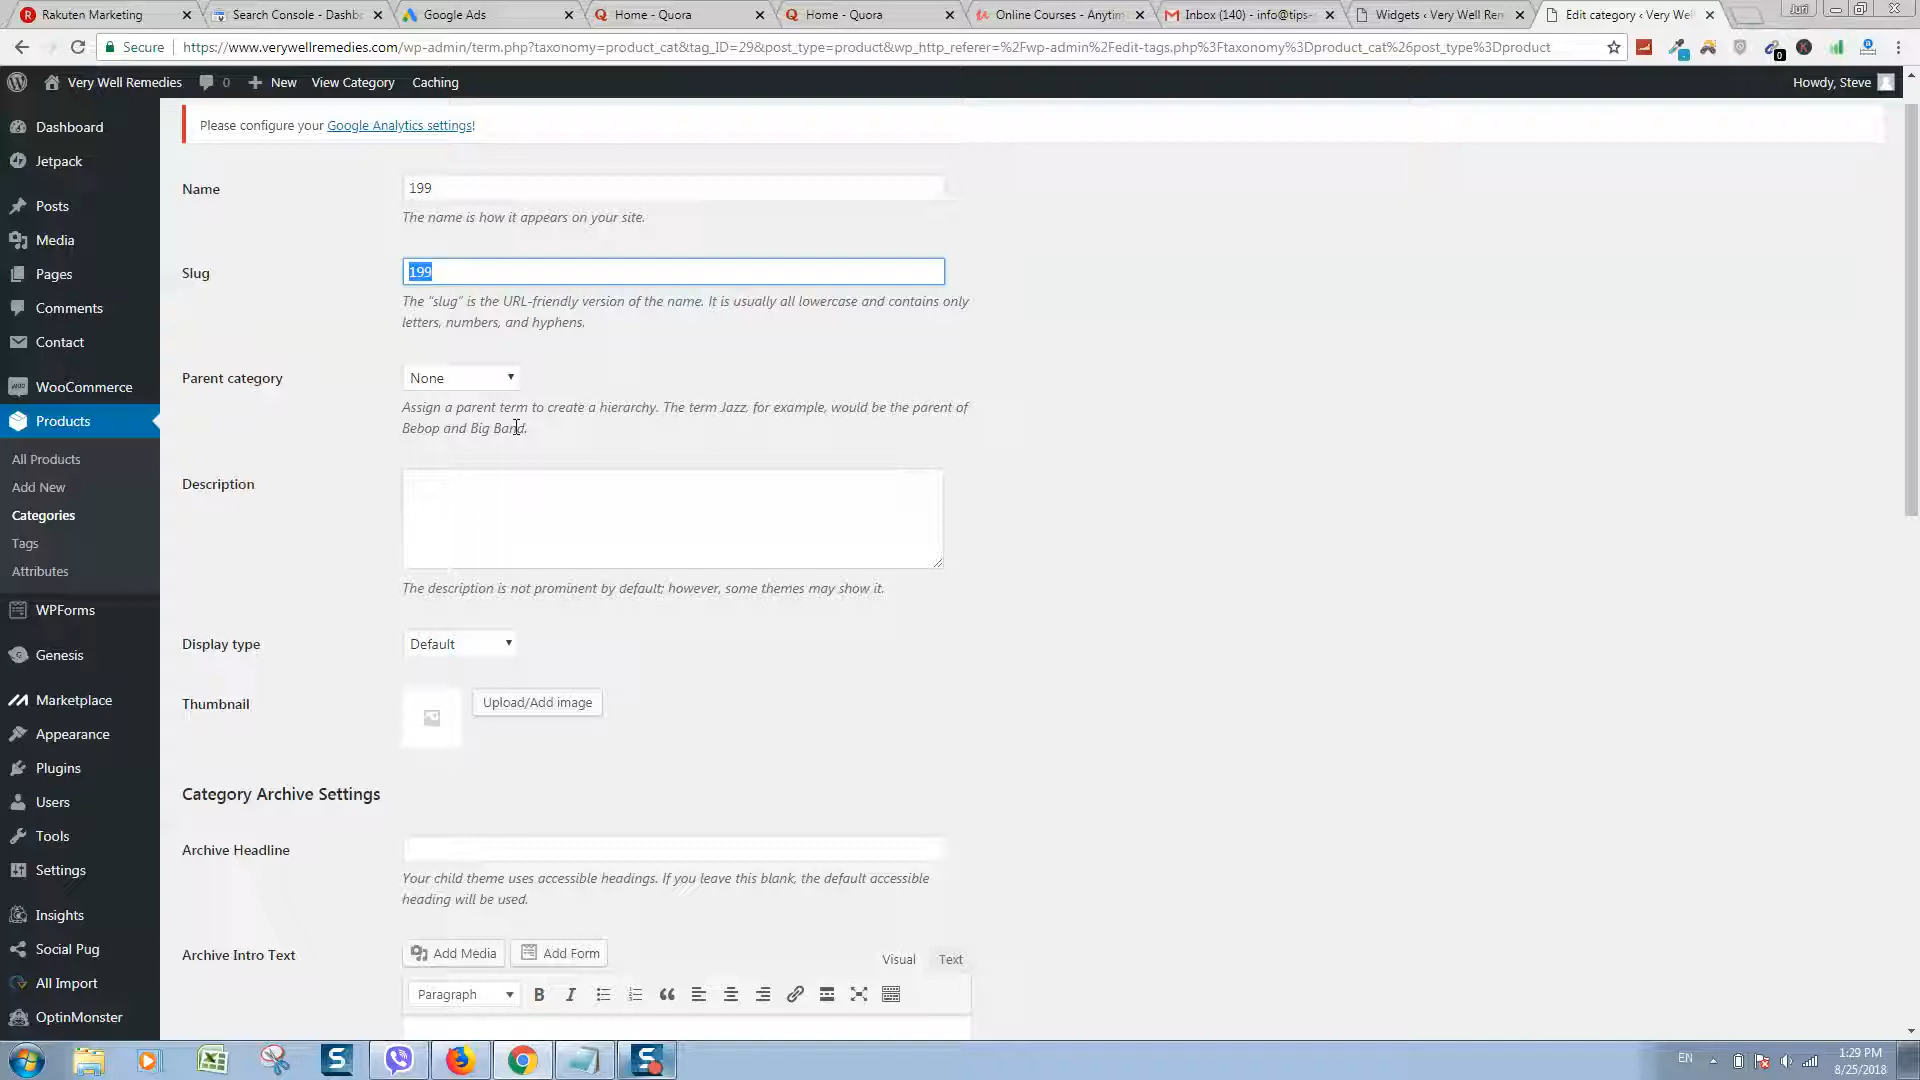 Rakuten Marketing
Search Console - Dashb
Google Ads
Home - Quora
Home - Quora
Online Courses - Anytim
Inbox (140) - info@tips-
Widgets ‹ Very Well Rem
Edit category ‹ Very Wel
Juri
Secure
https://www.verywellremedies.com/wp-admin/term.php?taxonomy=product_cat&tag_ID=29&post_type=product&wp_http_referer=%2Fwp-admin%2Fedit-tags.php%3Ftaxonomy%3Dproduct_cat%26post_type%3Dproduct
Very Well Remedies
0
New
View Category
Caching
Howdy, Steve
Dashboard
Jetpack
Posts
Media
Pages
Comments
Contact
WooCommerce
Products
All Products
Add New
Categories
Tags
Attributes
WPForms
Genesis
Marketplace
Appearance
Plugins
Users
Tools
Settings
Insights
Social Pug
All Import
OptinMonster
Please configure your Google Analytics settings!
Name
199
The name is how it appears on your site.
Slug
199
The “slug” is the URL-friendly version of the name. It is usually all lowercase and contains only
letters, numbers, and hyphens.
Parent category
None
Assign a parent term to create a hierarchy. The term Jazz, for example, would be the parent of
Bebop and Big Band.
Description
The description is not prominent by default; however, some themes may show it.
Display type
Default
Thumbnail
Upload/Add image
Category Archive Settings
Archive Headline
Your child theme uses accessible headings. If you leave this blank, the default accessible
heading will be used.
Archive Intro Text
Add Media
Add Form
Visual
Text
Paragraph
B
I
EN
1:29 PM
8/25/2018